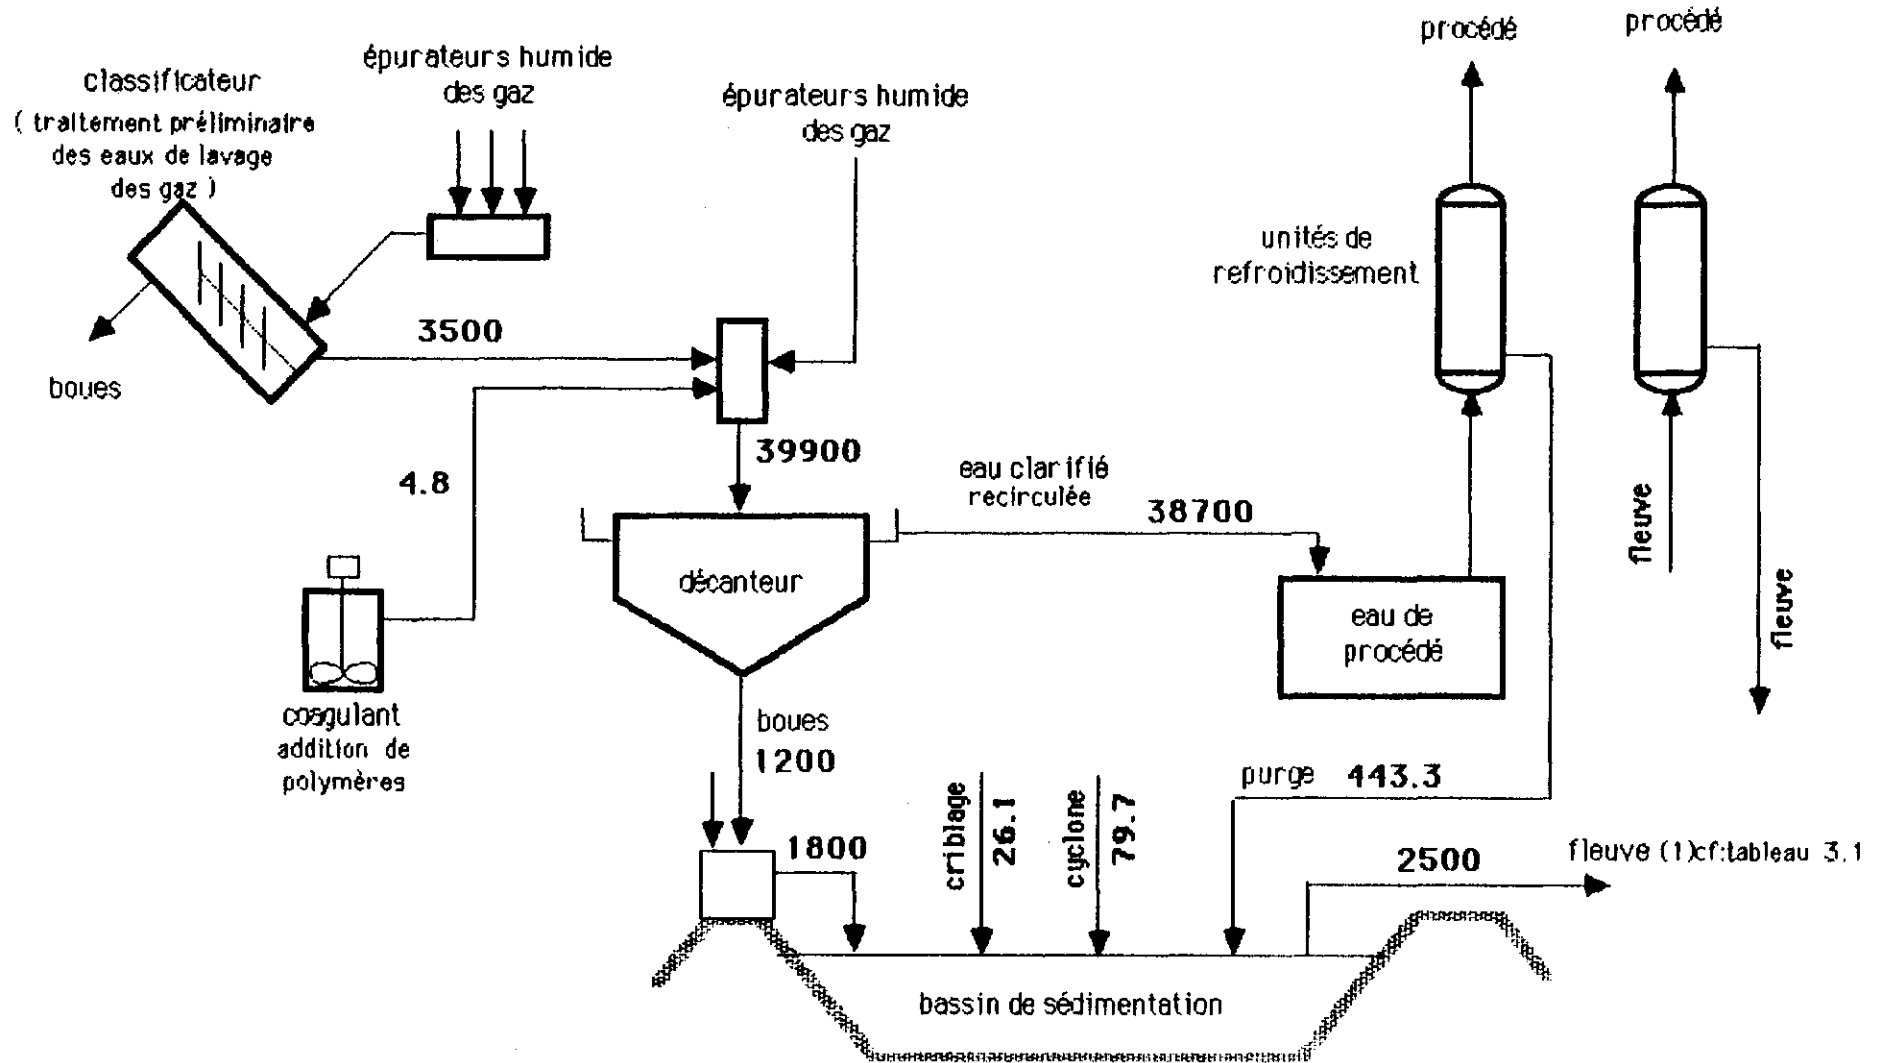 procédé
procédé
épurateurs humide
des gaz
classificateur
( traitement préliminaire
des eaux de lavage
des gaz )
épurateurs humide
des gaz
unités de
refroidissement
3500
boues
39900
4.8
eau clarifié
recirculée
38700
fleuve
fleuve
décanteur
eau de
procédé
coagulant
addition de
polymères
boues
1200
purge 443.3
criblage
26.1
cyclone
79.7
1800
2500
fleuve (1)cf:tableau 3.1
bassin de sédimentation